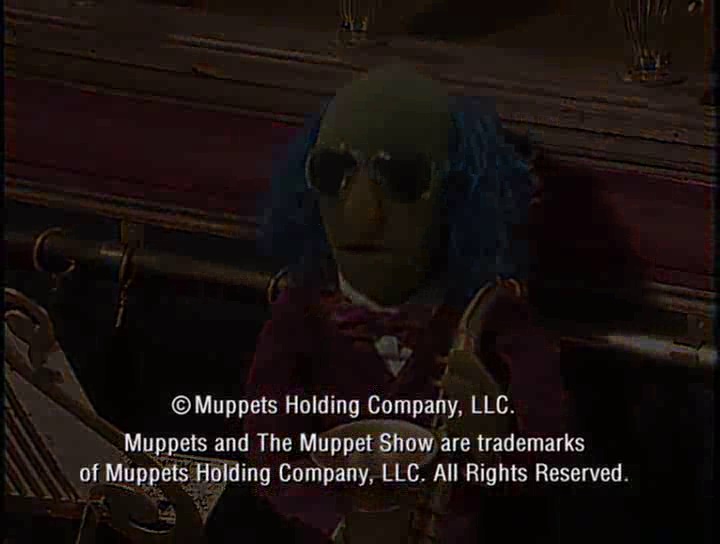 © Muppets Holding Company, LLC.
Muppets and The Muppet Show are trademarks
of Muppets Holding Company, LLC. All Rights Reserved.